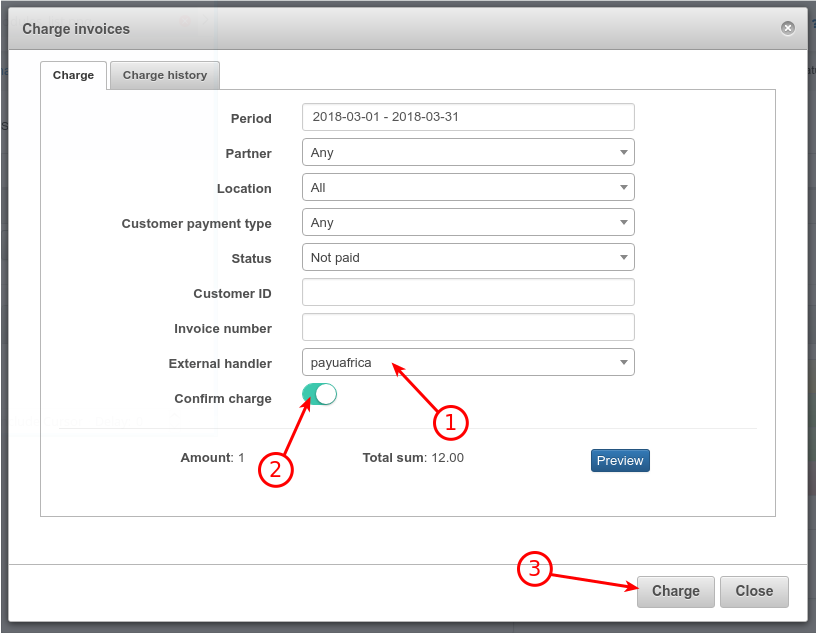 Charge invoices
Charge Charge history
Period 2018-03-01 - 2018-03-31
Partner Any
Location All
Customer payment type Any
Status Not paid
Customer ID
Invoice number
External handler payuafrica
Confirm charge
1
Amount: 1 2 Total sum: 12.00 Preview
3
Charge Close